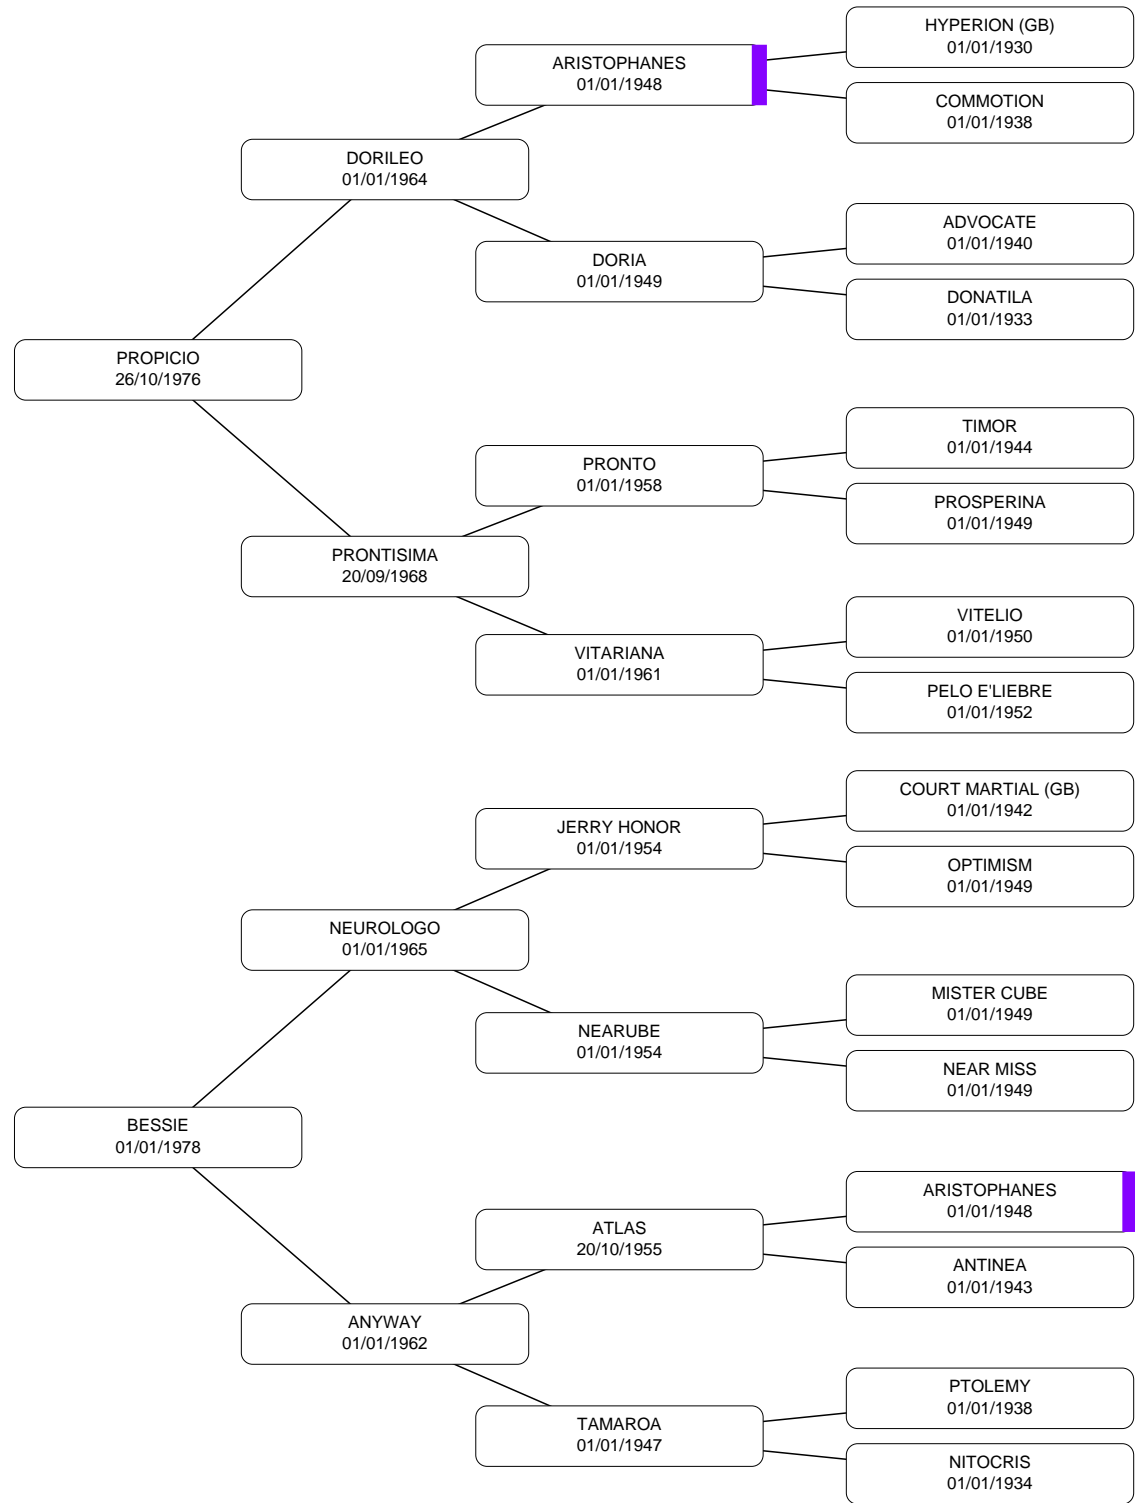 HYPERION (GB)
01/01/1930
ARISTOPHANES
01/01/1948
COMMOTION
01/01/1938
DORILEO
01/01/1964
ADVOCATE
01/01/1940
DORIA
01/01/1949
DONATILA
01/01/1933
PROPICIO
26/10/1976
TIMOR
01/01/1944
PRONTO
01/01/1958
PROSPERINA
01/01/1949
PRONTISIMA
20/09/1968
VITELIO
01/01/1950
VITARIANA
01/01/1961
PELO E'LIEBRE
01/01/1952
COURT MARTIAL (GB)
01/01/1942
JERRY HONOR
01/01/1954
OPTIMISM
01/01/1949
NEUROLOGO
01/01/1965
MISTER CUBE
01/01/1949
NEARUBE
01/01/1954
NEAR MISS
01/01/1949
BESSIE
01/01/1978
ARISTOPHANES
01/01/1948
ATLAS
20/10/1955
ANTINEA
01/01/1943
ANYWAY
01/01/1962
PTOLEMY
01/01/1938
TAMAROA
01/01/1947
NITOCRIS
01/01/1934